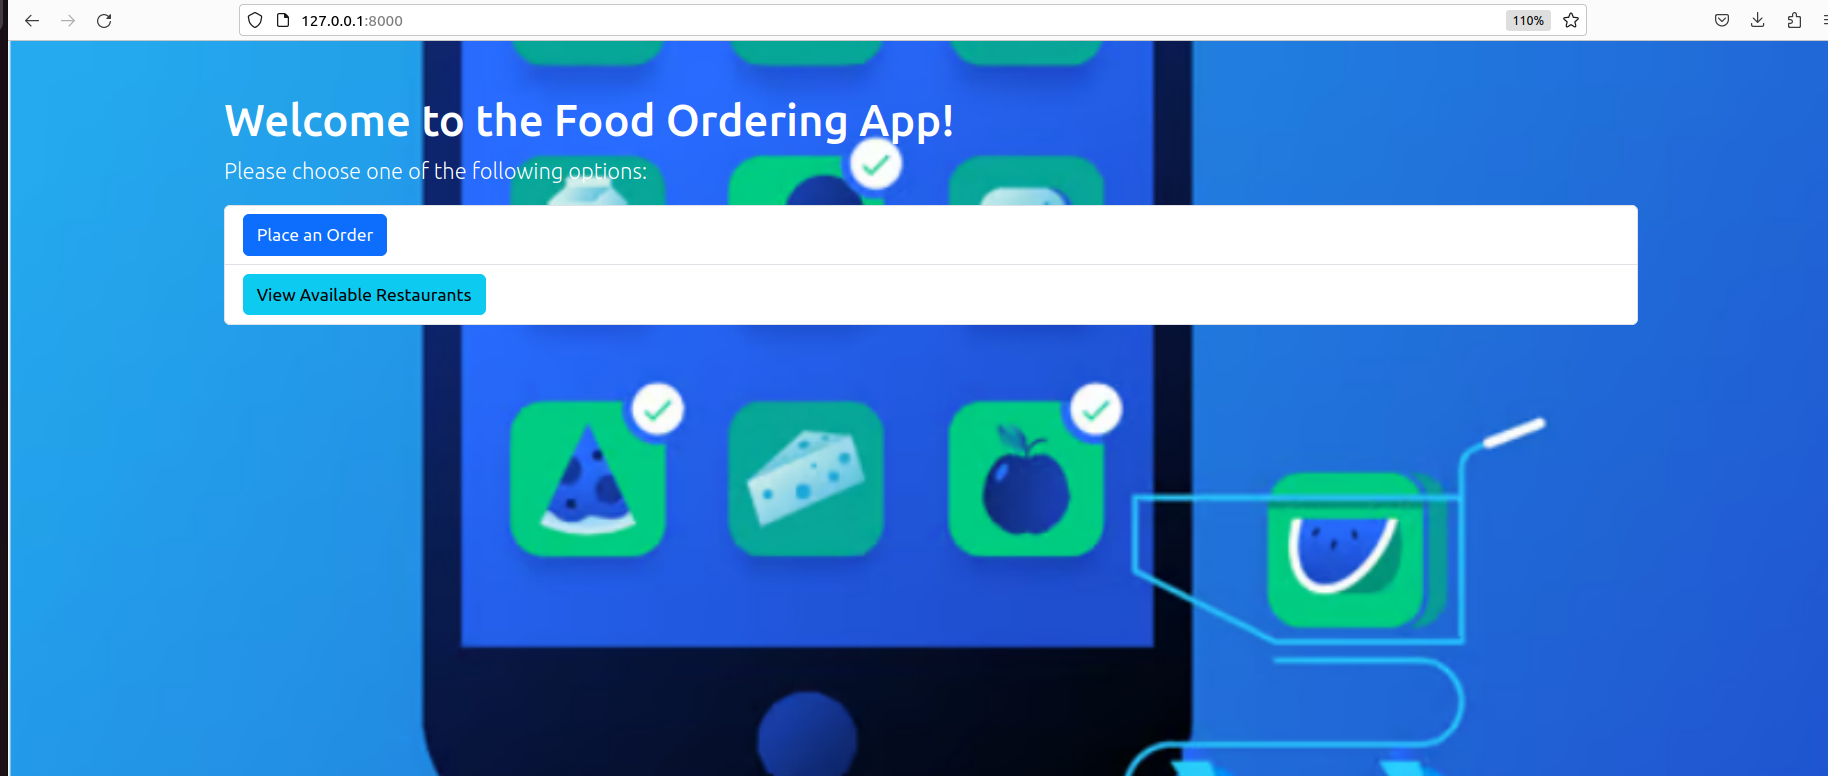 127.0.0.1:8000
110%
Welcome to the Food Ordering App!
Please choose one of the following options:
Place an Order
View Available Restaurants